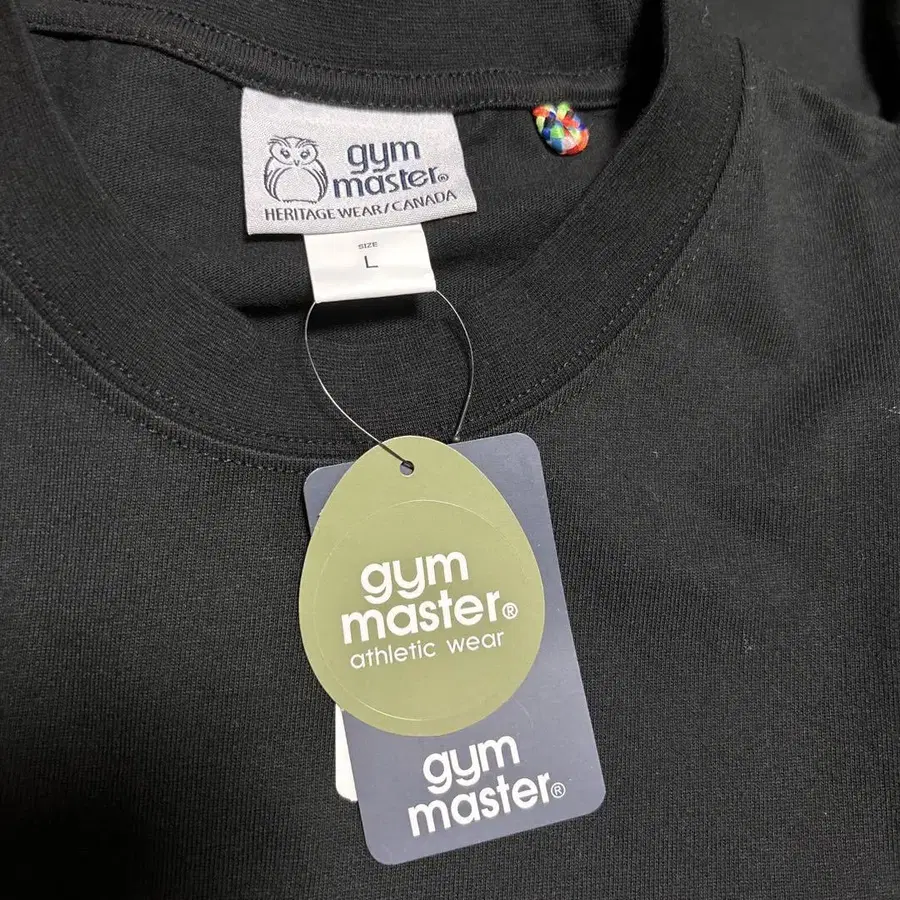 gym
master®
HERITAGE WEAR/CANADA
SIZE
L
gym
master®
athletic wear
gym
master®